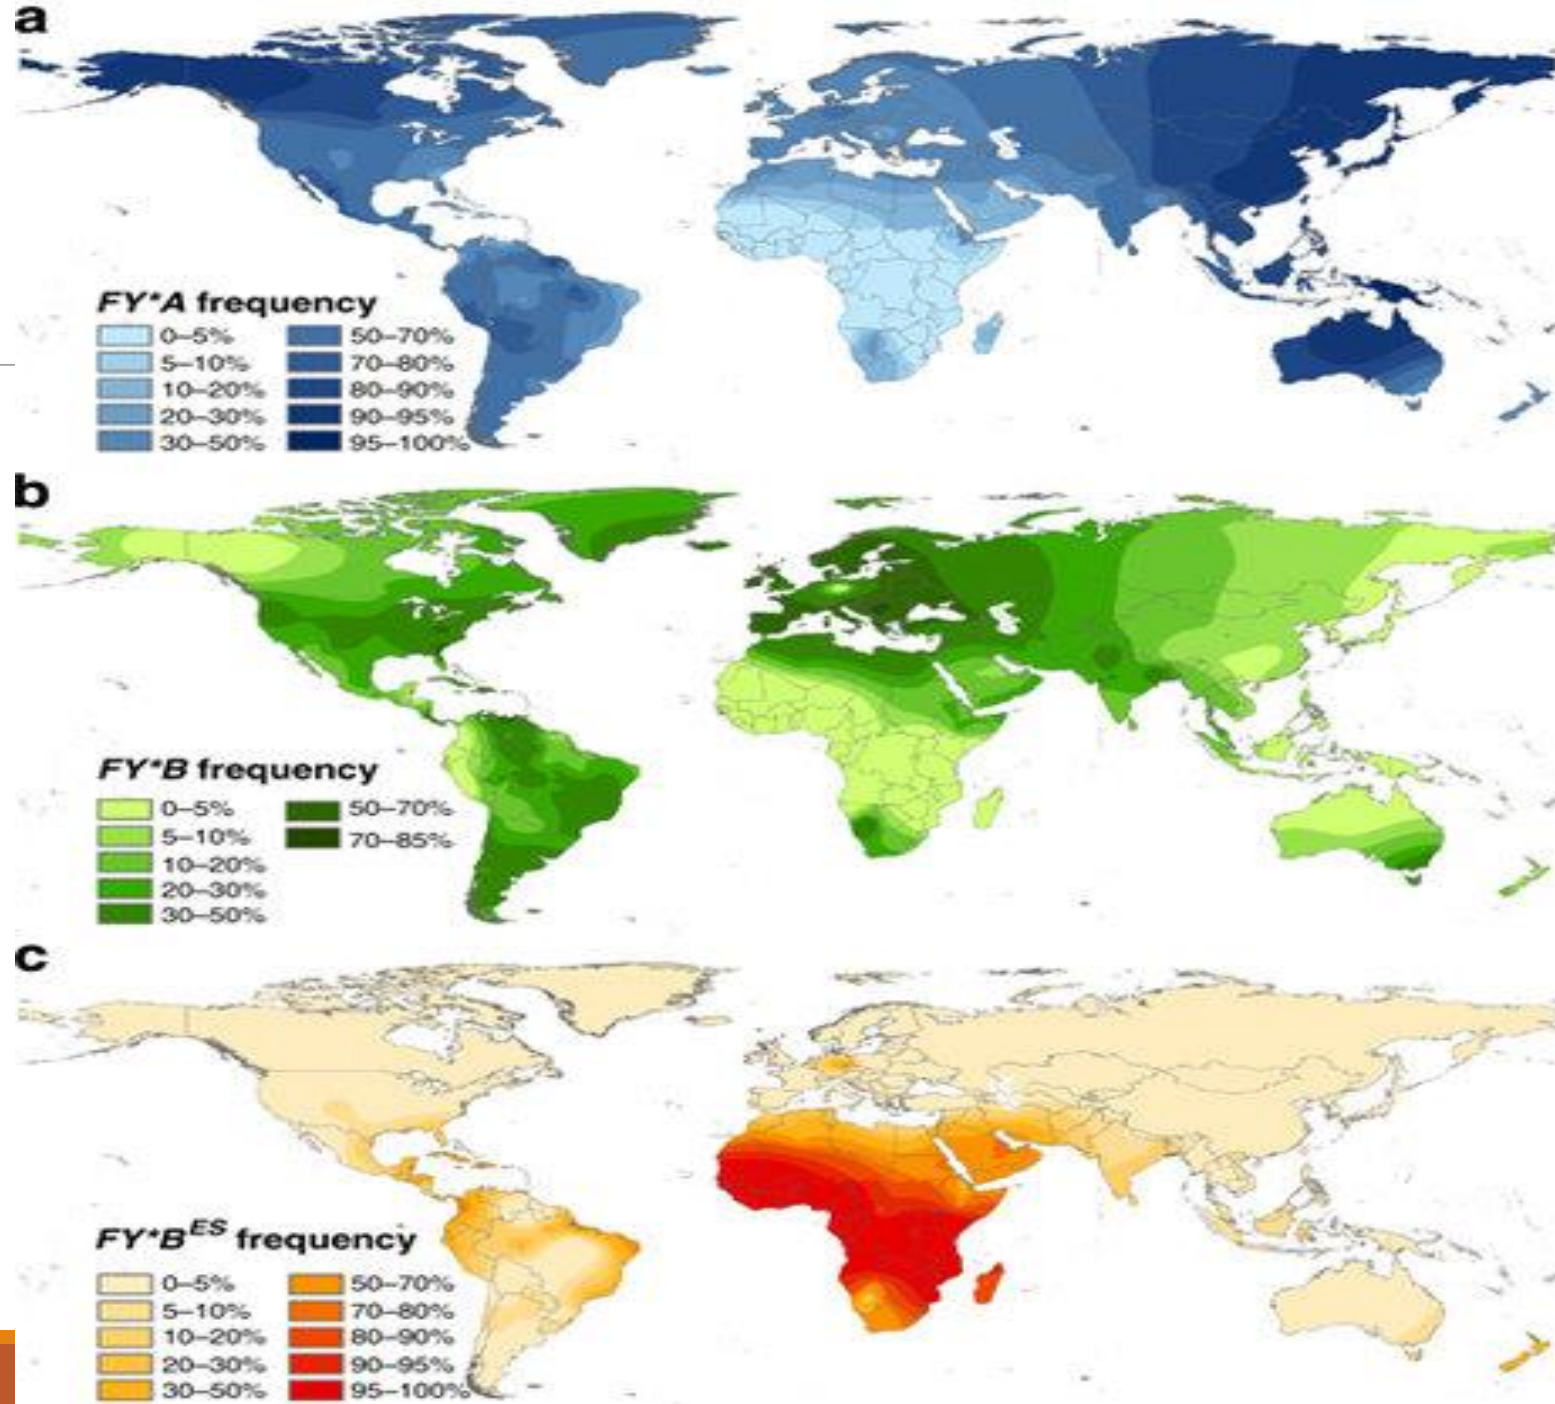 a
FY*A frequency
0–5% 50–70%
5–10% 70–80%
10–20% 80–90%
20–30% 90–95%
30–50% 95–100%
b
FY*B frequency
0–5% 50–70%
5–10% 70–85%
10–20%
20–30%
30–50%
c
FY*B^ES frequency
0–5% 50–70%
5–10% 70–80%
10–20% 80–90%
20–30% 90–95%
30–50% 95–100%